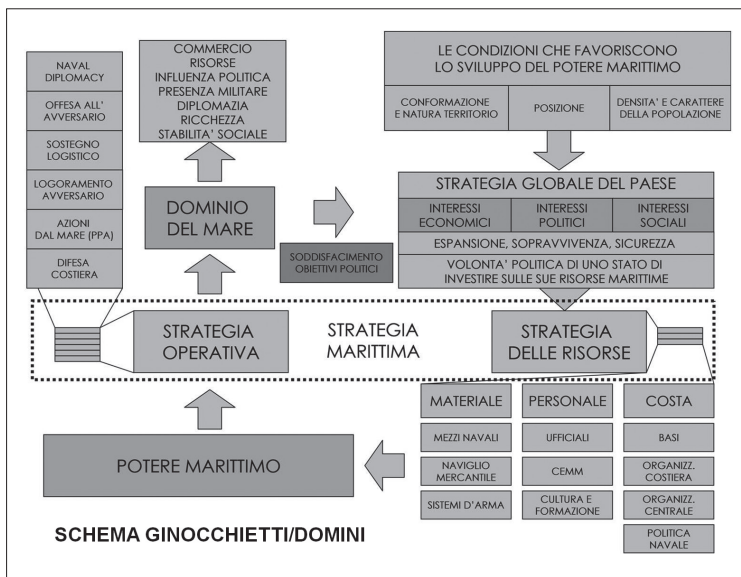 NAVAL
DIPLOMACY
OFFESA ALL'
AVVERSARIO
SOSTEGNO
LOGISTICO
LOGORAMENTO
AVVERSARIO
AZIONI
DAL MARE (PPA)
DIFESA
COSTIERA
COMMERCIO
RISORSE
INFLUENZA POLITICA
PRESENZA MILITARE
DIPLOMAZIA
RICCHEZZA
STABILITA' SOCIALE
DOMINIO
DEL MARE
SODDISFACIMENTO
OBIETTIVI POLITICI
LE CONDIZIONI CHE FAVORISCONO
LO SVILUPPO DEL POTERE MARITTIMO
CONFORMAZIONE
E NATURA TERRITORIO
POSIZIONE
DENSITA' E CARATTERE
DELLA POPOLAZIONE
STRATEGIA GLOBALE DEL PAESE
INTERESSI
ECONOMICI
INTERESSI
POLITICI
INTERESSI
SOCIALI
ESPANSIONE, SOPRAVVIVENZA, SICUREZZA
VOLONTA' POLITICA DI UNO STATO DI
INVESTIRE SULLE SUE RISORSE MARITTIME
STRATEGIA
OPERATIVA
STRATEGIA
MARITTIMA
STRATEGIA
DELLE RISORSE
MATERIALE
MEZZI NAVALI
NAVIGLIO
MERCANTILE
SISTEMI D'ARMA
PERSONALE
UFFICIALI
CEMM
CULTURA E
FORMAZIONE
COSTA
BASI
ORGANIZZ.
COSTIERA
ORGANIZZ.
CENTRALE
POLITICA
NAVALE
POTERE MARITTIMO
SCHEMA GINOCCHIETTI/DOMINI